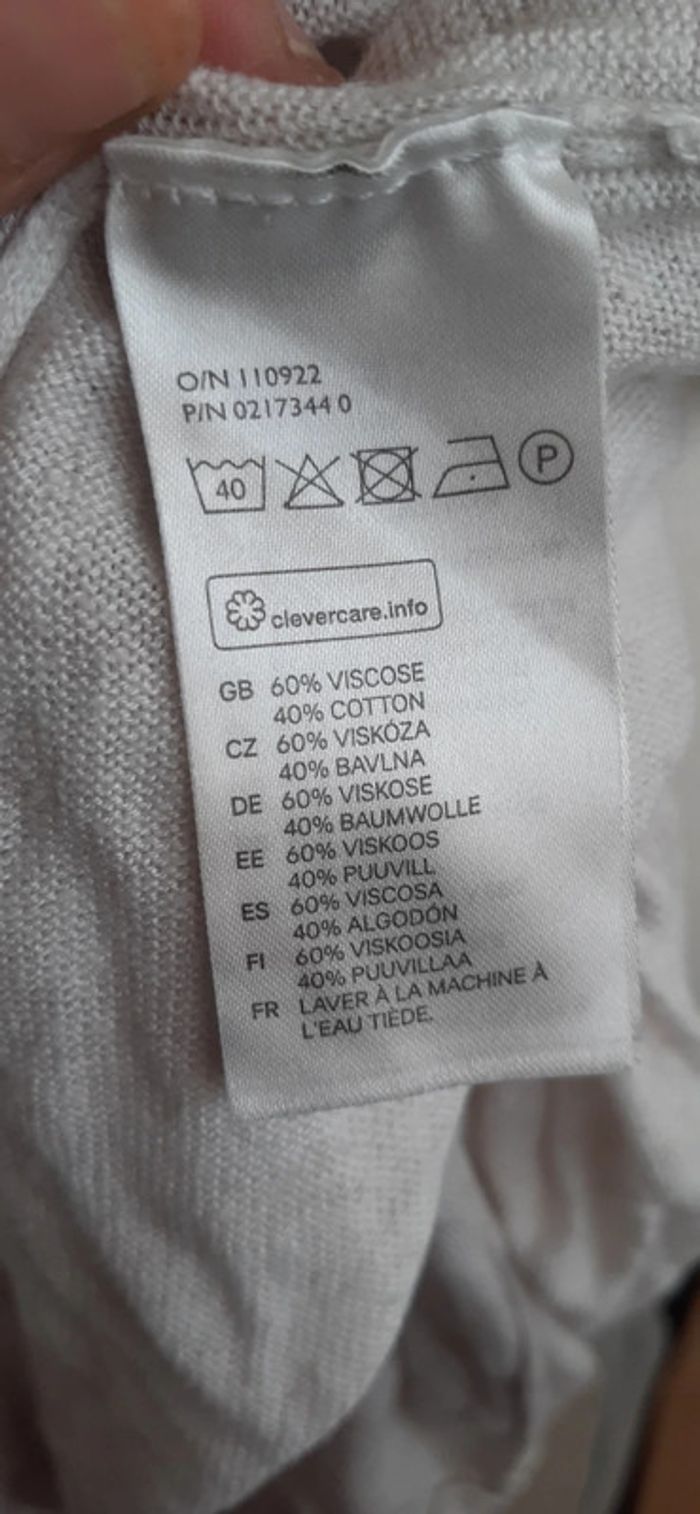 O/N 110922
P/N 0217344 0
40
P
clevercare.info
GB 60% VISCOSE
40% COTTON
CZ 60% VISKÓZA
40% BAVLNA
DE 60% VISKOSE
40% BAUMWOLLE
EE 60% VISKOOS
40% PUUVILL
ES 60% VISCOSA
40% ALGODÓN
FI 60% VISKOOSIA
40% PUUVILLAA
FR LAVER À LA MACHINE À
L'EAU TIÈDE.